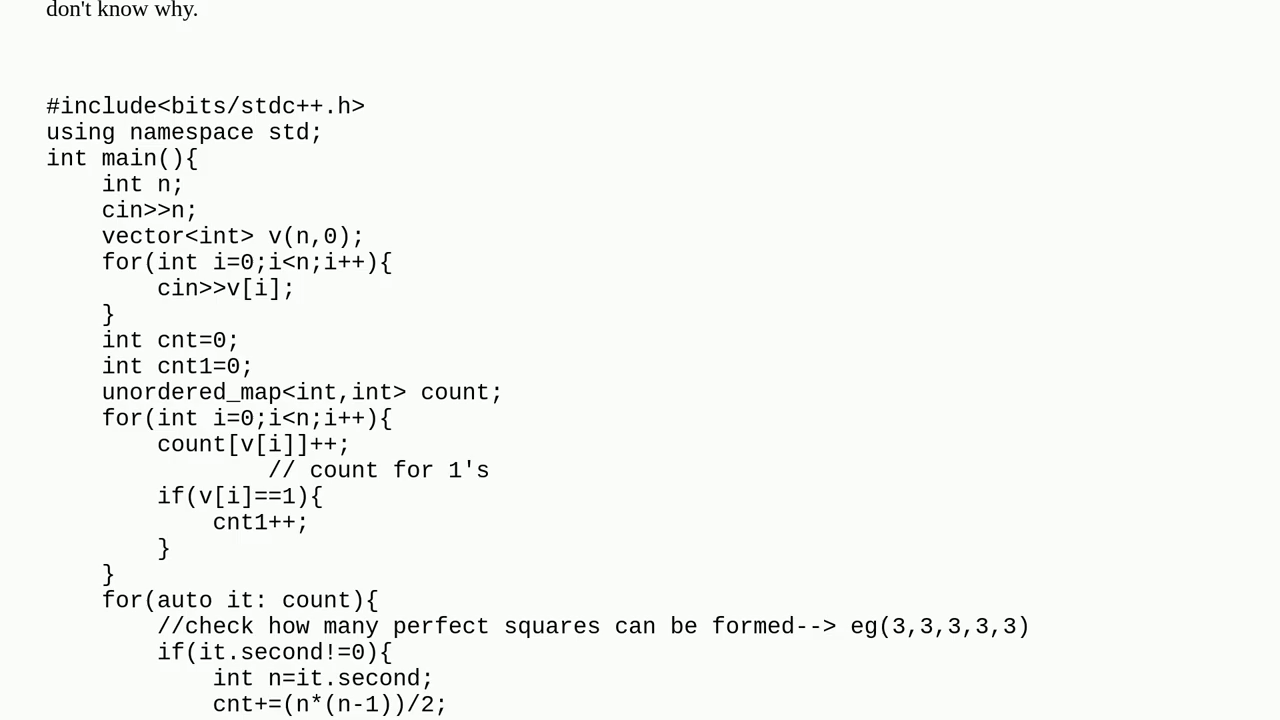 don't know why.
#include<bits/stdc++.h>
using namespace std;
int main(){
    int n;
    cin>>n;
    vector<int> v(n,0);
    for(int i=0;i<n;i++){
        cin>>v[i];
    }
    int cnt=0;
    int cnt1=0;
    unordered_map<int,int> count;
    for(int i=0;i<n;i++){
        count[v[i]]++;
                // count for 1's
        if(v[i]==1){
            cnt1++;
        }
    }
    for(auto it: count){
        //check how many perfect squares can be formed--> eg(3,3,3,3,3)
        if(it.second!=0){
            int n=it.second;
            cnt+=(n*(n-1))/2;